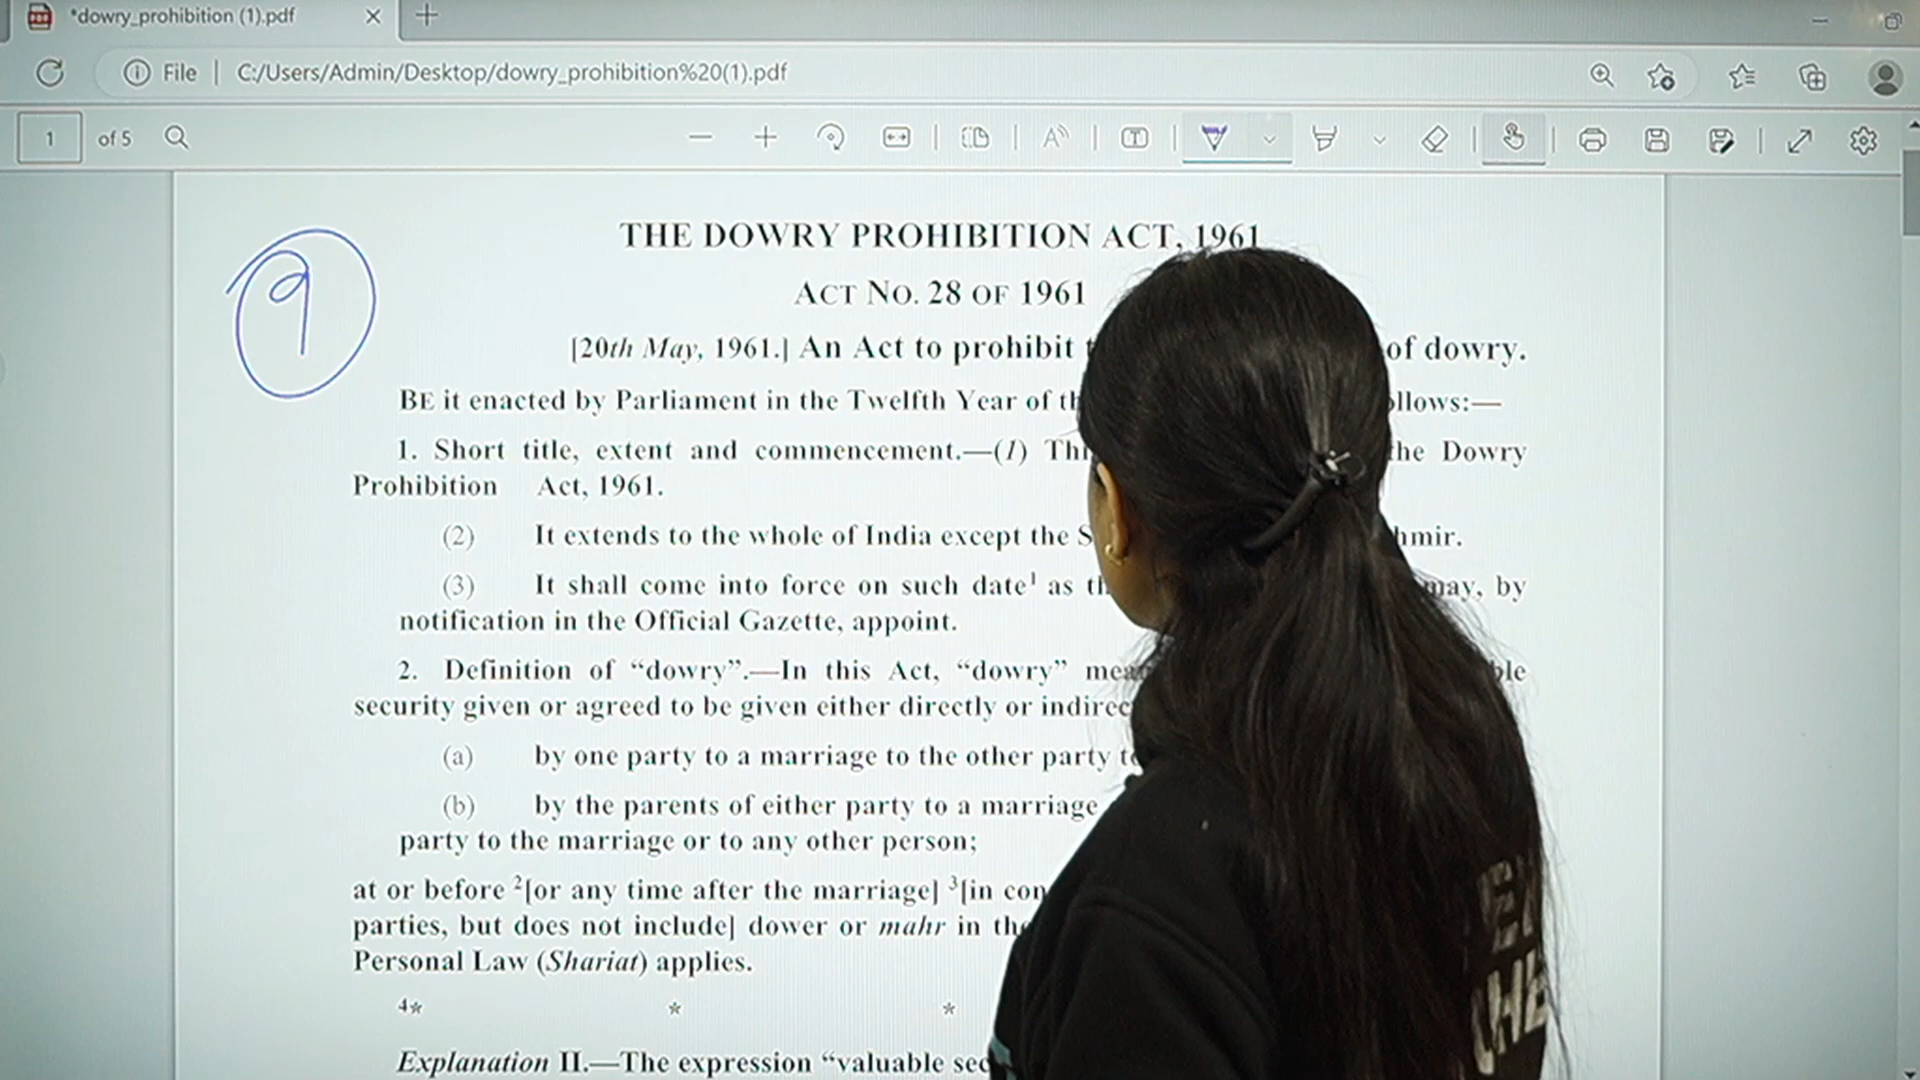 *dowry_prohibition (1).pdf
File | C:/Users/Admin/Desktop/dowry_prohibition%20(1).pdf
1 of 5
9
THE DOWRY PROHIBITION ACT, 1961
ACT NO. 28 OF 1961
[20th May, 1961.] An Act to prohibit of dowry.
BE it enacted by Parliament in the Twelfth Year of
1. Short title, extent and commencement.—(1) the Dowry
Prohibition Act, 1961.
(2) It extends to the whole of India except the
(3) It shall come into force on such date1 as may, by
notification in the Official Gazette, appoint.
2. Definition of “dowry”.—In this Act, “dowry”
security given or agreed to be given either directly or
(a) by one party to a marriage to the other party
(b) by the parents of either party to a marriage
party to the marriage or to any other person;
at or before 2[or any time after the marriage] 3[in
parties, but does not include] dower or mahr in
Personal Law (Shariat) applies.
4* * *
Explanation II.—The expression “valuable